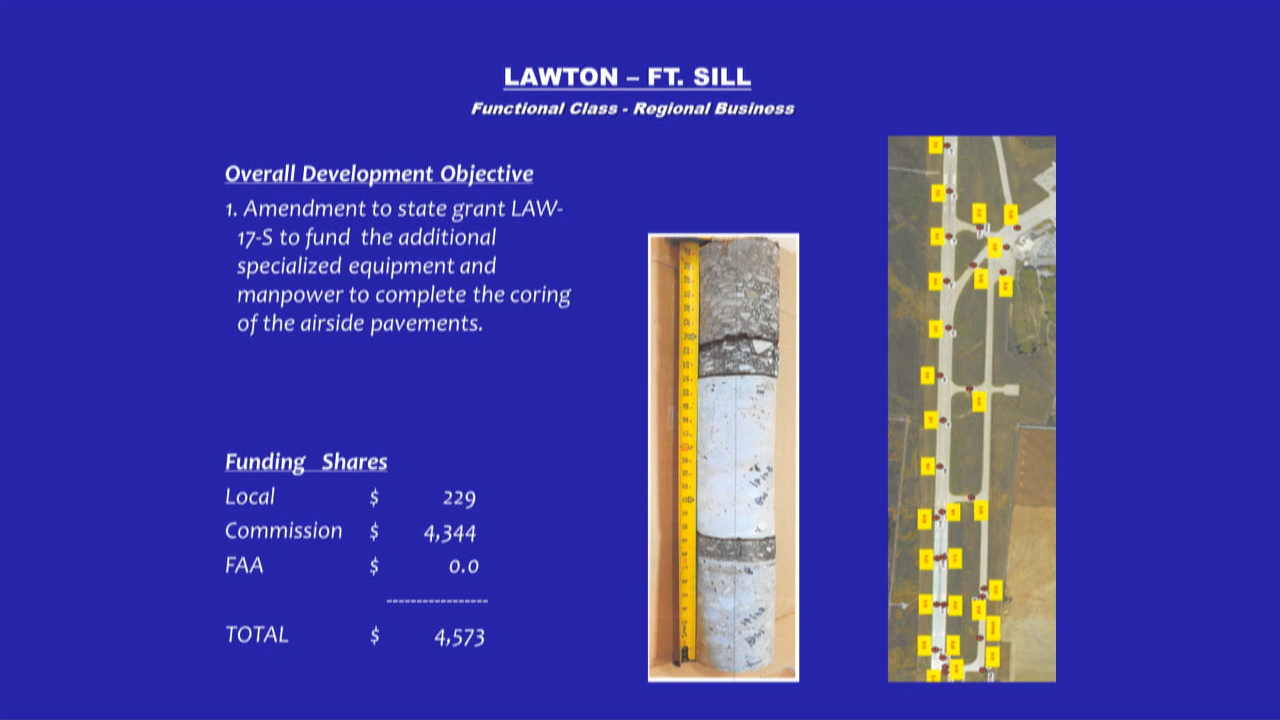 LAWTON – FT. SILL
Functional Class - Regional Business
Overall Development Objective
1. Amendment to state grant LAW-
17-S to fund the additional
specialized equipment and
manpower to complete the coring
of the airside pavements.
Funding Shares
Local $ 229
Commission $ 4,344
FAA $ 0.0
-----------------
TOTAL $ 4,573